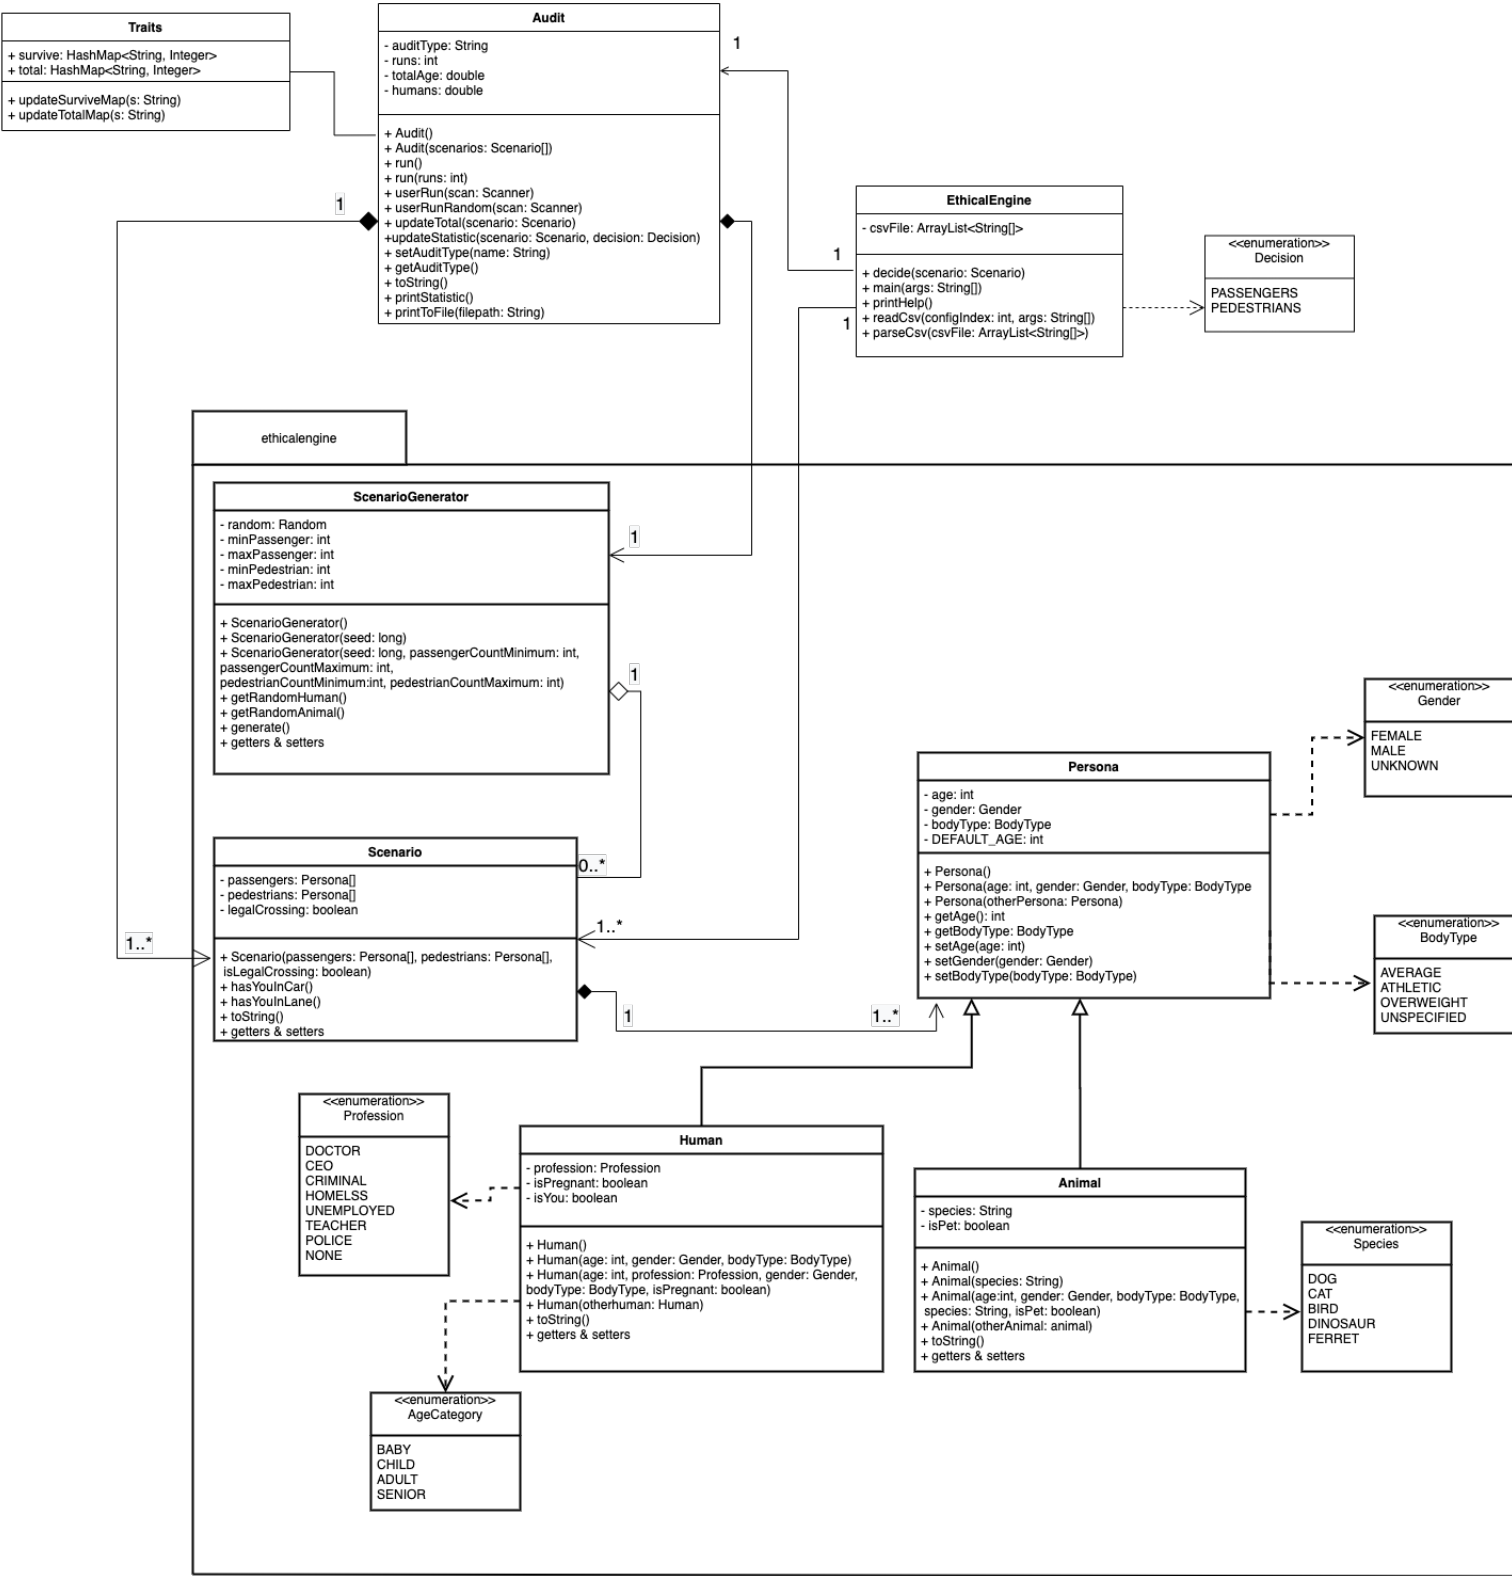 Traits
+ survive: HashMap<String, Integer>
+ total: HashMap<String, Integer>
+ updateSurviveMap(s: String)
+ updateTotalMap(s: String)
Audit
- auditType: String
- runs: int
- totalAge: double
- humans: double
+ Audit()
+ Audit(scenarios: Scenario[])
+ run()
+ run(runs: int)
+ userRun(scan: Scanner)
+ userRunRandom(scan: Scanner)
+ updateTotal(scenario: Scenario)
+updateStatistic(scenario: Scenario, decision: Decision)
+ setAuditType(name: String)
+ getAuditType()
+ toString()
+ printStatistic()
+ printToFile(filepath: String)
1
1
1
1
EthicalEngine
- csvFile: ArrayList<String[]>
+ decide(scenario: Scenario)
+ main(args: String[])
+ printHelp()
+ readCsv(configIndex: int, args: String[])
+ parseCsv(csvFile: ArrayList<String[]>)
<<enumeration>>
Decision
PASSENGERS
PEDESTRIANS
ethicalengine
ScenarioGenerator
- random: Random
- minPassenger: int
- maxPassenger: int
- minPedestrian: int
- maxPedestrian: int
+ ScenarioGenerator()
+ ScenarioGenerator(seed: long)
+ ScenarioGenerator(seed: long, passengerCountMinimum: int,
passengerCountMaximum: int,
pedestrianCountMinimum:int, pedestrianCountMaximum: int)
+ getRandomHuman()
+ getRandomAnimal()
+ generate()
+ getters & setters
1
1
0..*
1..*
1..*
Scenario
- passengers: Persona[]
- pedestrians: Persona[]
- legalCrossing: boolean
+ Scenario(passengers: Persona[], pedestrians: Persona[],
isLegalCrossing: boolean)
+ hasYouInCar()
+ hasYouInLane()
+ toString()
+ getters & setters
1
1..*
Persona
- age: int
- gender: Gender
- bodyType: BodyType
- DEFAULT_AGE: int
+ Persona()
+ Persona(age: int, gender: Gender, bodyType: BodyType
+ Persona(otherPersona: Persona)
+ getAge(): int
+ getBodyType: BodyType
+ setAge(age: int)
+ setGender(gender: Gender)
+ setBodyType(bodyType: BodyType)
<<enumeration>>
Gender
FEMALE
MALE
UNKNOWN
<<enumeration>>
BodyType
AVERAGE
ATHLETIC
OVERWEIGHT
UNSPECIFIED
<<enumeration>>
Profession
DOCTOR
CEO
CRIMINAL
HOMELSS
UNEMPLOYED
TEACHER
POLICE
NONE
Human
- profession: Profession
- isPregnant: boolean
- isYou: boolean
+ Human()
+ Human(age: int, gender: Gender, bodyType: BodyType)
+ Human(age: int, profession: Profession, gender: Gender,
bodyType: BodyType, isPregnant: boolean)
+ Human(otherhuman: Human)
+ toString()
+ getters & setters
Animal
- species: String
- isPet: boolean
+ Animal()
+ Animal(species: String)
+ Animal(age:int, gender: Gender, bodyType: BodyType,
species: String, isPet: boolean)
+ Animal(otherAnimal: animal)
+ toString()
+ getters & setters
<<enumeration>>
Species
DOG
CAT
BIRD
DINOSAUR
FERRET
<<enumeration>>
AgeCategory
BABY
CHILD
ADULT
SENIOR